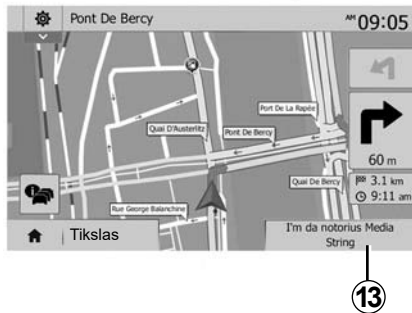 Pont De Bercy
AM 09:05
Port De La Rapée
Quai D'Austerlitz
Pont De Bercy
60 m
Quai De Bercy
3.1 km
9:11 am
Rue George Balanchine
Tikslas
I'm da notorius Media
String
13